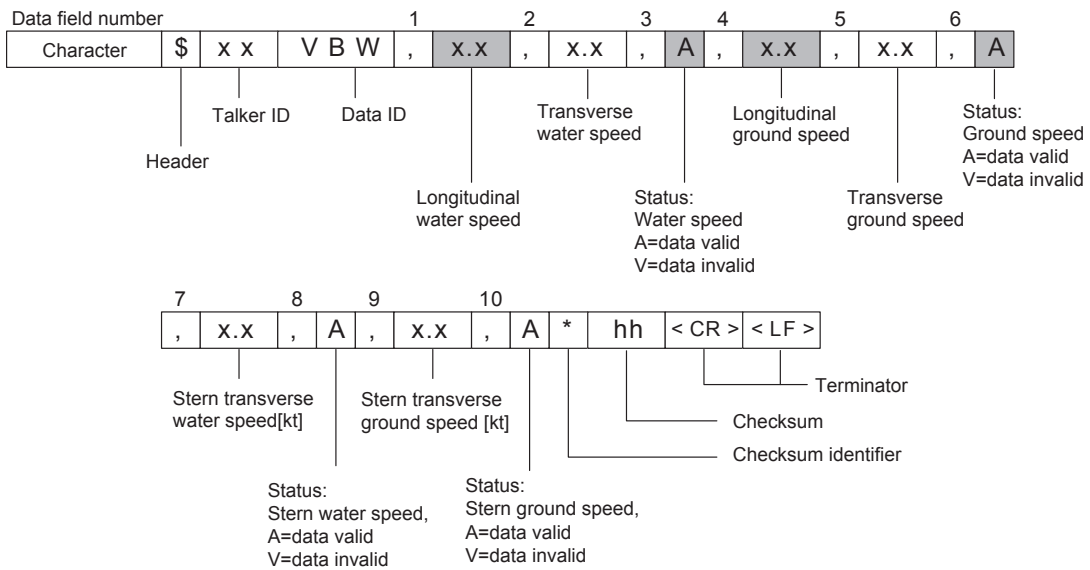 Data field number
1 2 3 4 5 6
Character $ x x V B W , x.x , x.x , A , x.x , x.x , A
Talker ID
Data ID
Transverse
water speed
Longitudinal
ground speed
Status:
Ground speed
A=data valid
V=data invalid
Header
Longitudinal
water speed
Status:
Water speed
A=data valid
V=data invalid
Transverse
ground speed
7 8 9 10
, x.x , A , x.x , A * hh < CR > < LF >
Stern transverse
water speed[kt]
Stern transverse
ground speed [kt]
Terminator
Checksum
Checksum identifier
Status:
Stern water speed,
A=data valid
V=data invalid
Status:
Stern ground speed,
A=data valid
V=data invalid